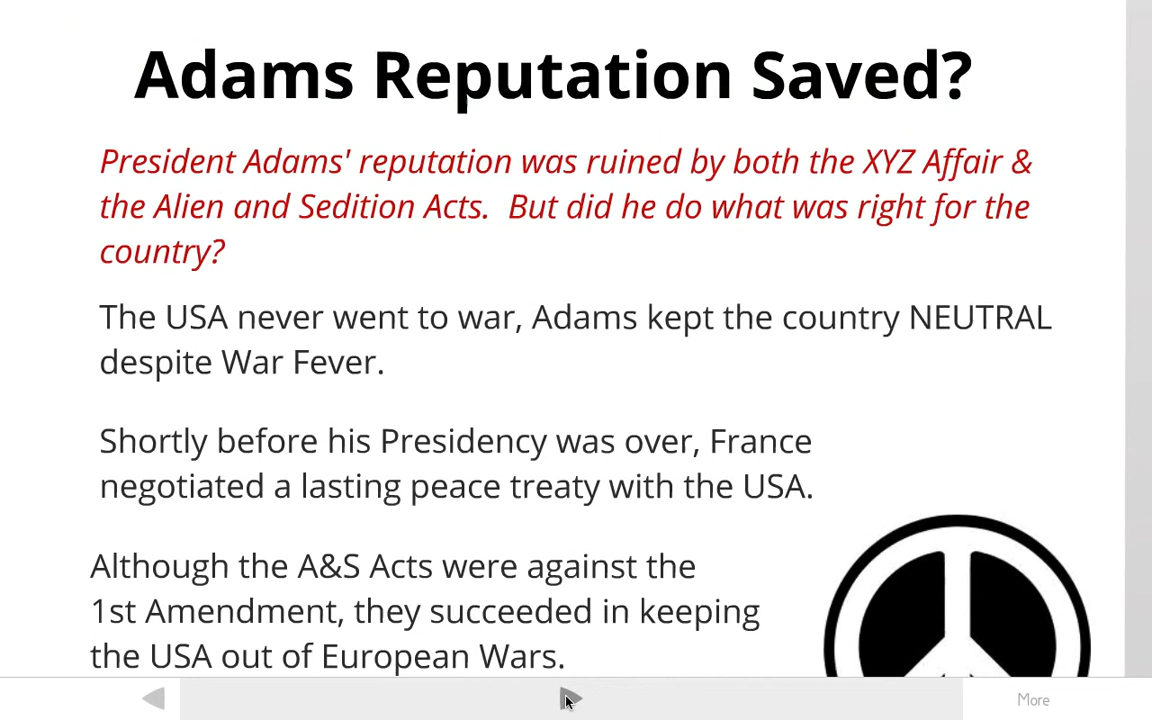 Adams Reputation Saved?
President Adams' reputation was ruined by both the XYZ Affair &
the Alien and Sedition Acts.  But did he do what was right for the
country?
The USA never went to war, Adams kept the country NEUTRAL
despite War Fever.
Shortly before his Presidency was over, France
negotiated a lasting peace treaty with the USA.
Although the A&S Acts were against the
1st Amendment, they succeeded in keeping
the USA out of European Wars.
More